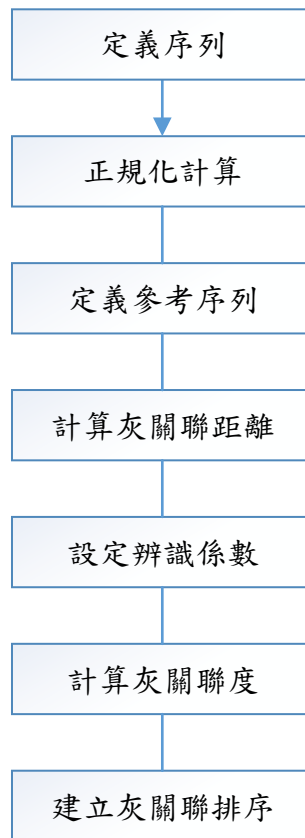 定義序列
正規化計算
定義參考序列
計算灰關聯距離
設定辨識係數
計算灰關聯度
建立灰關聯排序